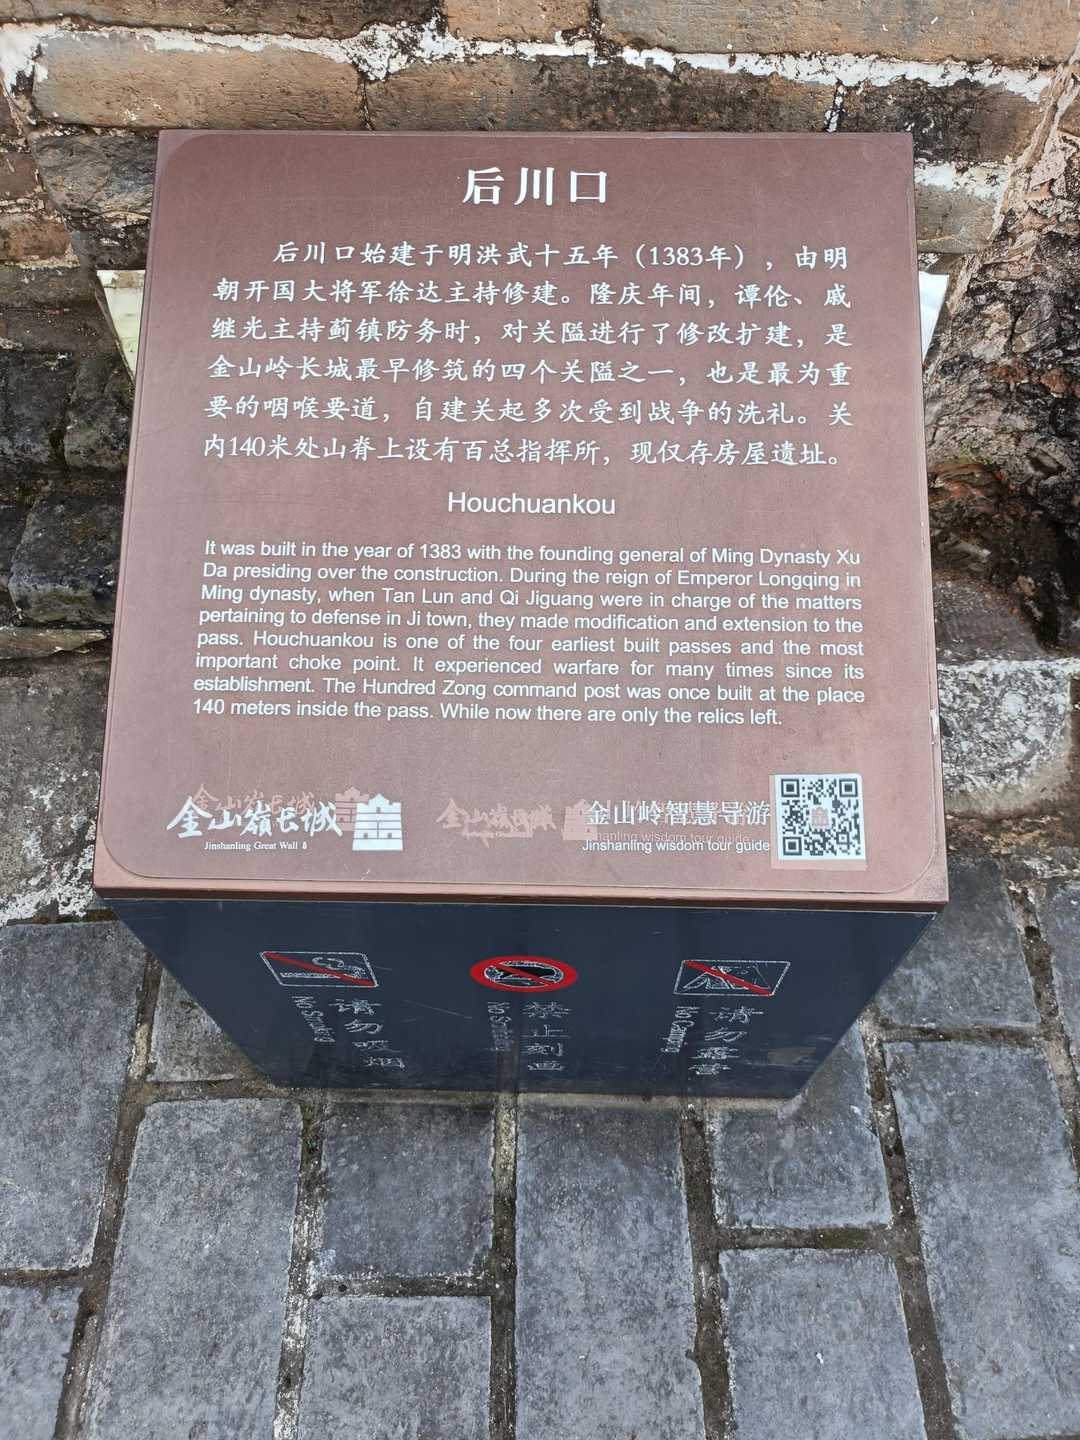 后川口
后川口始建于明洪武十五年（1383年），由明
朝开国大将军徐达主持修建。隆庆年间，谭伦、戚
继光主持蓟镇防务时，对关隘进行了修改扩建，是
金山岭长城最早修筑的四个关隘之一，也是最为重
要的咽喉要道，自建关起多次受到战争的洗礼。关
内140米处山脊上设有百总指挥所，现仅存房屋遗址。
Houchuankou
It was built in the year of 1383 with the founding general of Ming Dynasty Xu
Da presiding over the construction. During the reign of Emperor Longqing in
Ming dynasty, when Tan Lun and Qi Jiguang were in charge of the matters
pertaining to defense in Ji town, they made modification and extension to the
pass. Houchuankou is one of the four earliest built passes and the most
important choke point. It experienced warfare for many times since its
establishment. The Hundred Zong command post was once built at the place
140 meters inside the pass. While now there are only the relics left.
金山嶺长城
Jinshanling Great Wall
金山岭智慧导游
Jinshanling wisdom tour guide
请勿吸烟
No Smoking
禁止刻画
请勿露营
No Camping